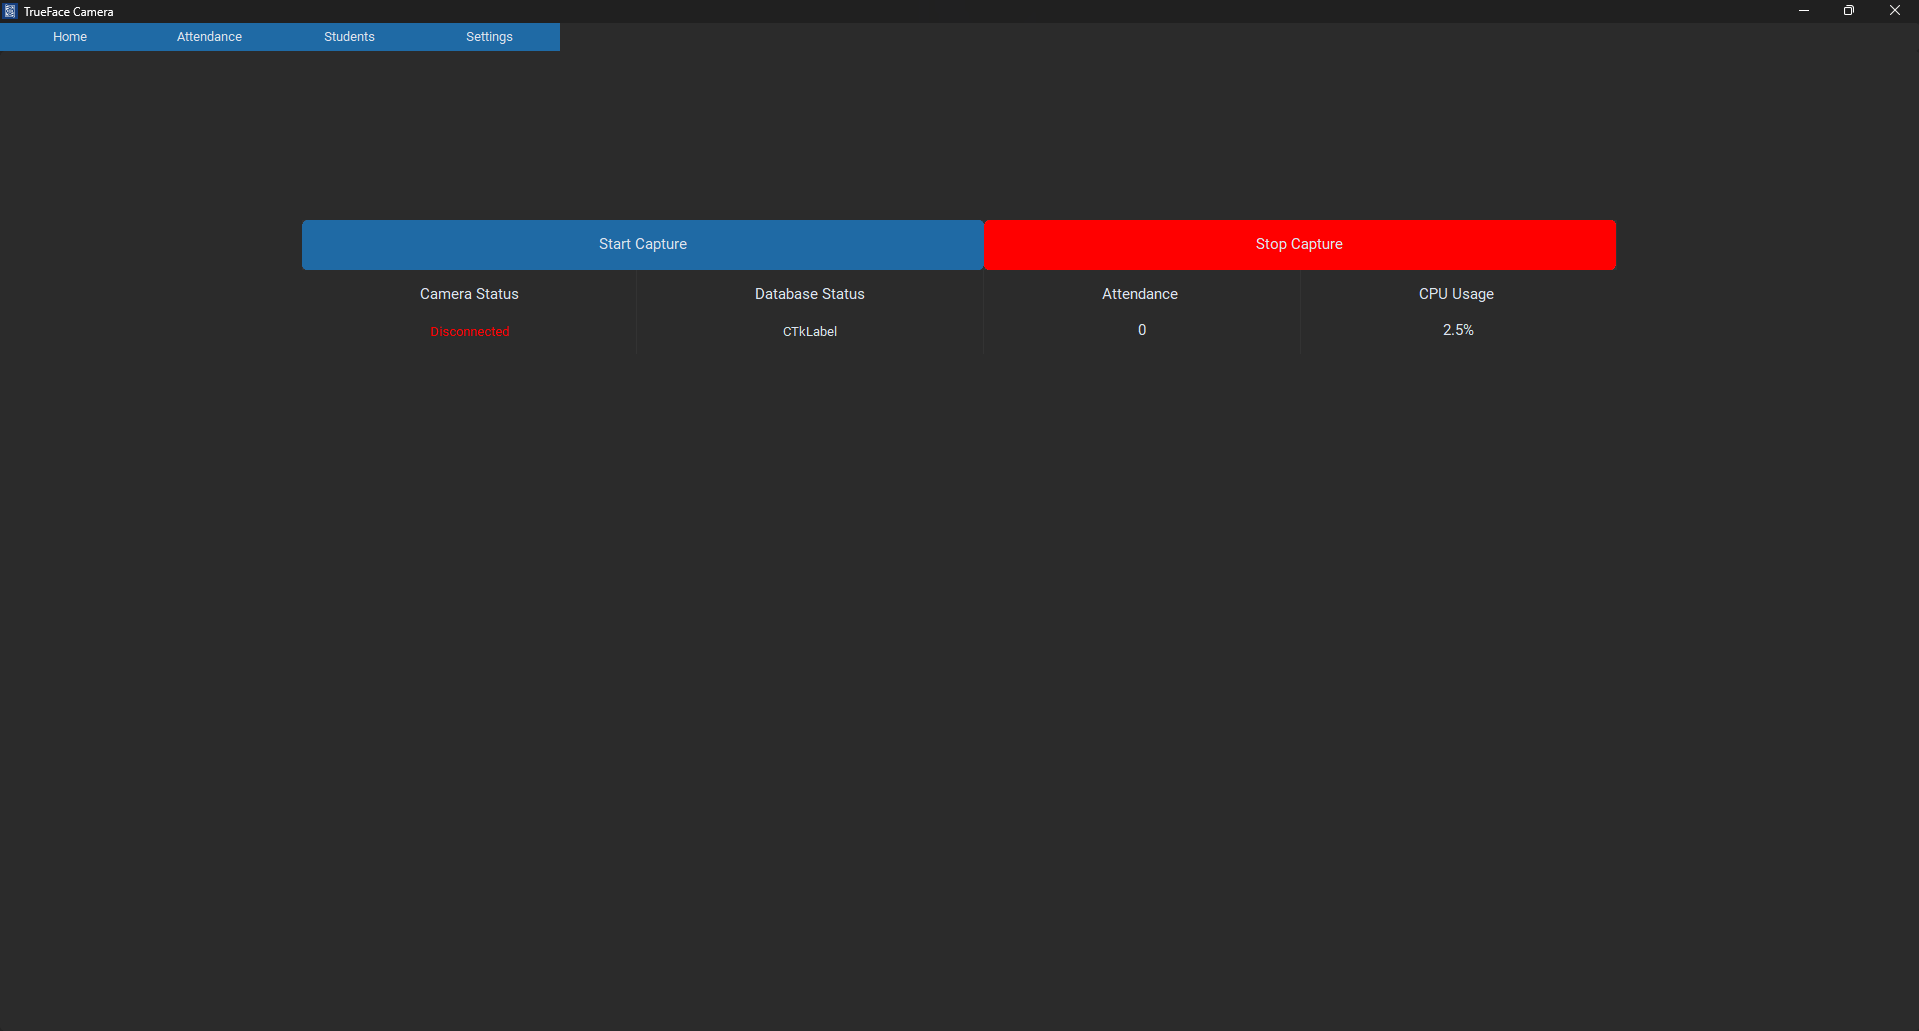 TrueFace Camera
Home Attendance Students Settings
Start Capture Stop Capture
Camera Status Database Status Attendance CPU Usage
Disconnected CTkLabel 0 2.5%